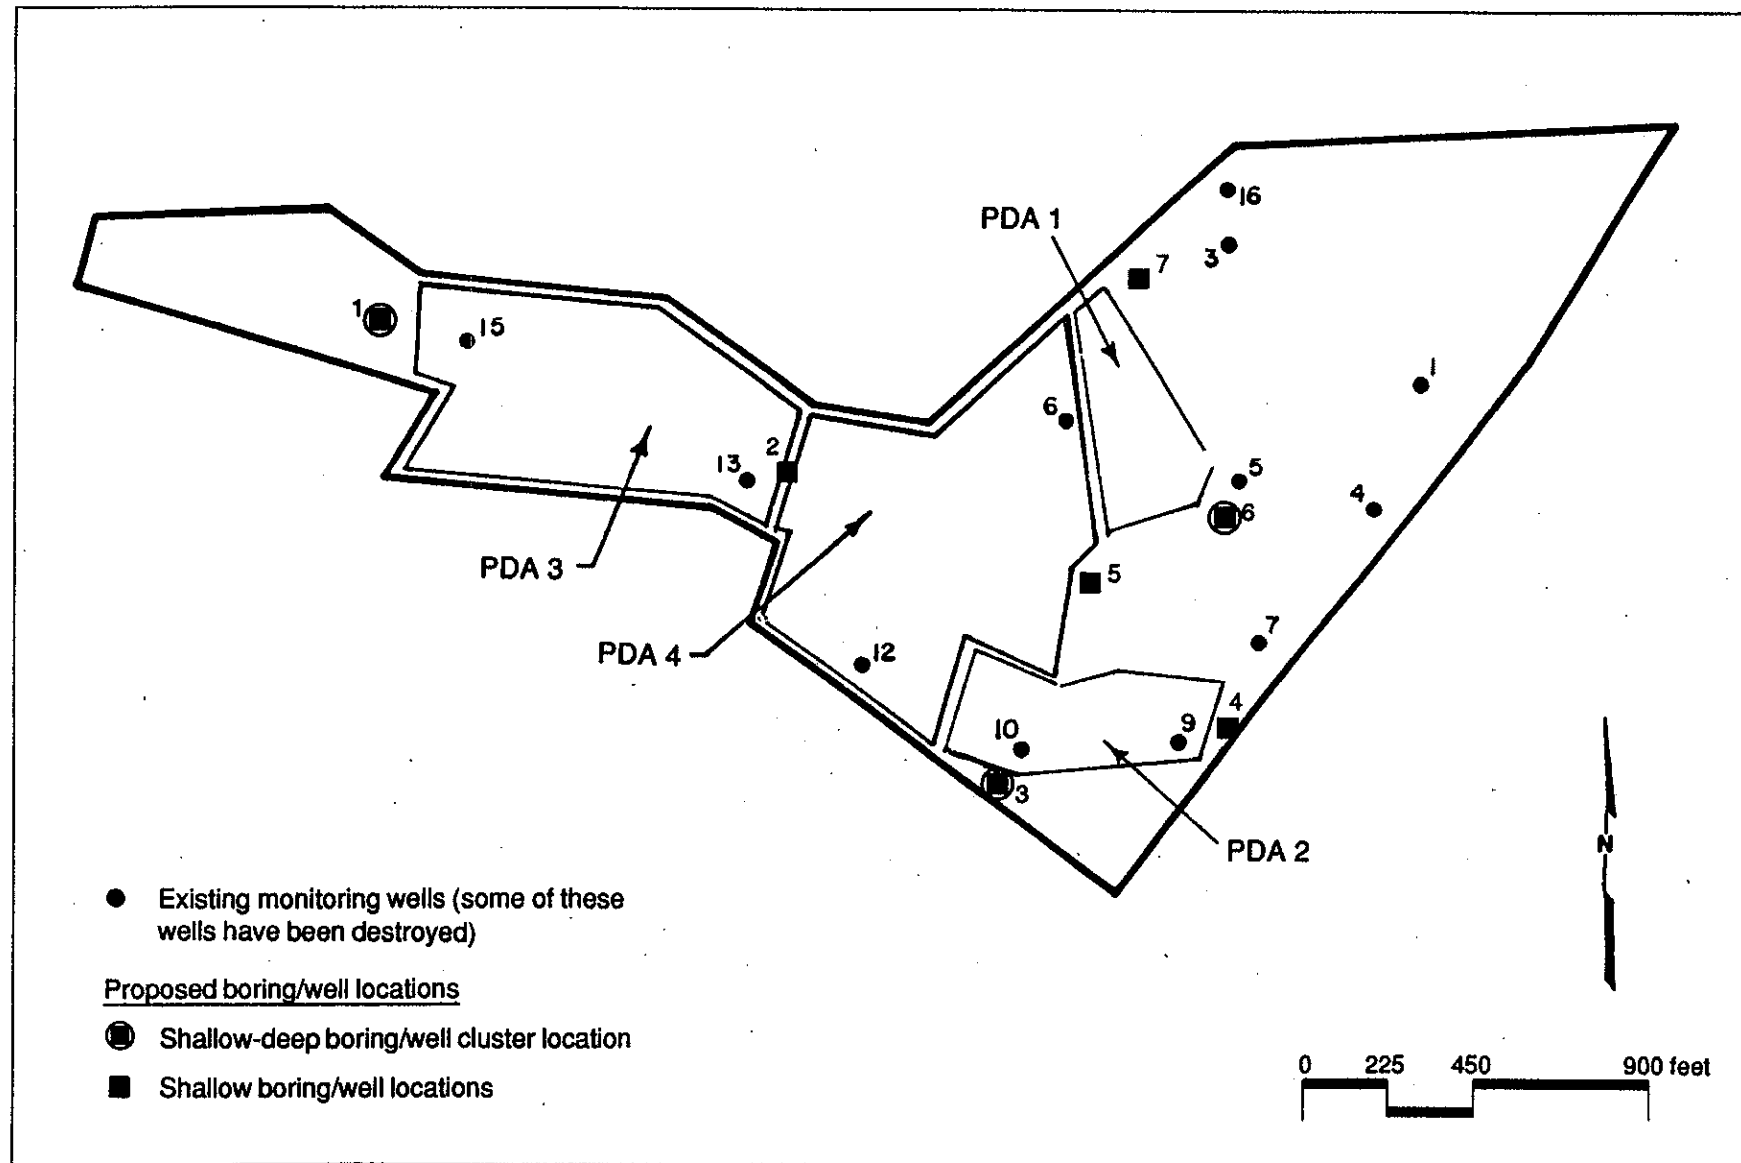 16
PDA 1
3
7
1
15
1
6
2
13
5
4
6
PDA 3
5
7
PDA 4
12
4
10
9
3
PDA 2
N
Existing monitoring wells (some of these
wells have been destroyed)
Proposed boring/well locations
Shallow-deep boring/well cluster location
Shallow boring/well locations
0 225 450 900 feet